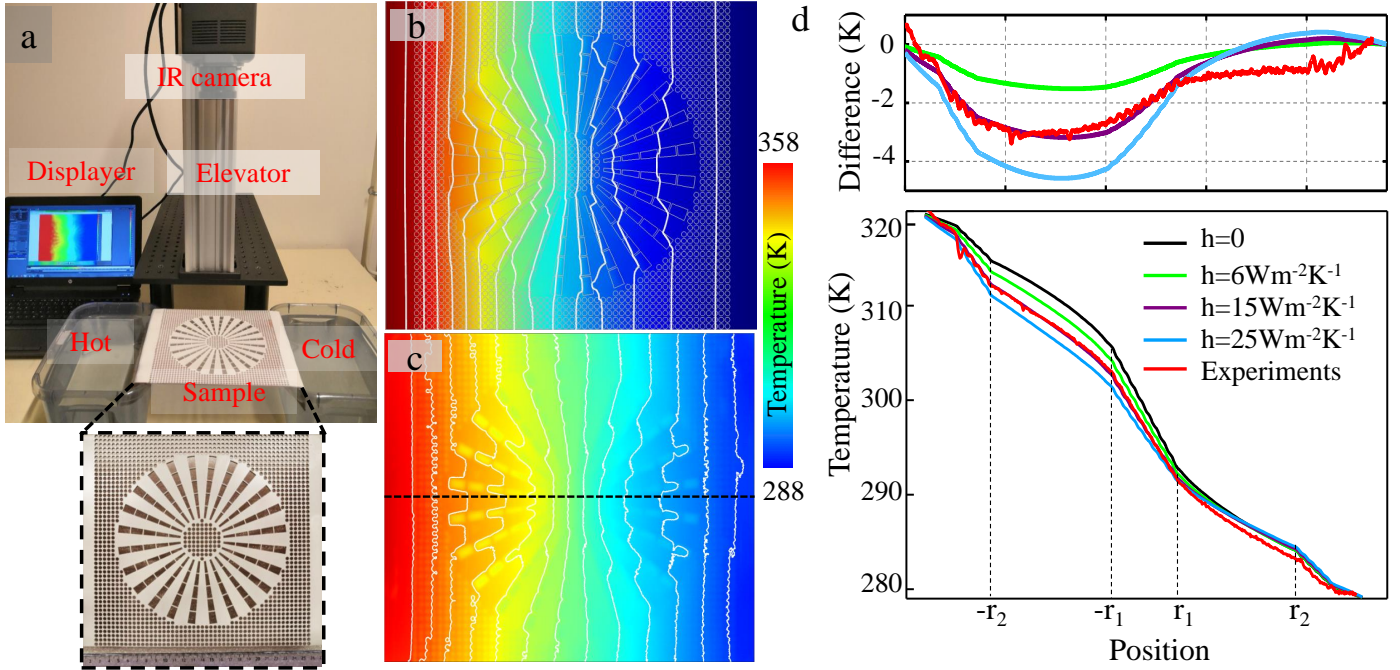 a
IR camera
Displayer
Elevator
Hot
Cold
Sample
b
c
358
Temperature (K)
288
d
Difference (K)
0
-2
-4
Temperature (K)
320
310
300
290
280
h=0
h=6Wm⁻²K⁻¹
h=15Wm⁻²K⁻¹
h=25Wm⁻²K⁻¹
Experiments
-r₂
-r₁
r₁
r₂
Position